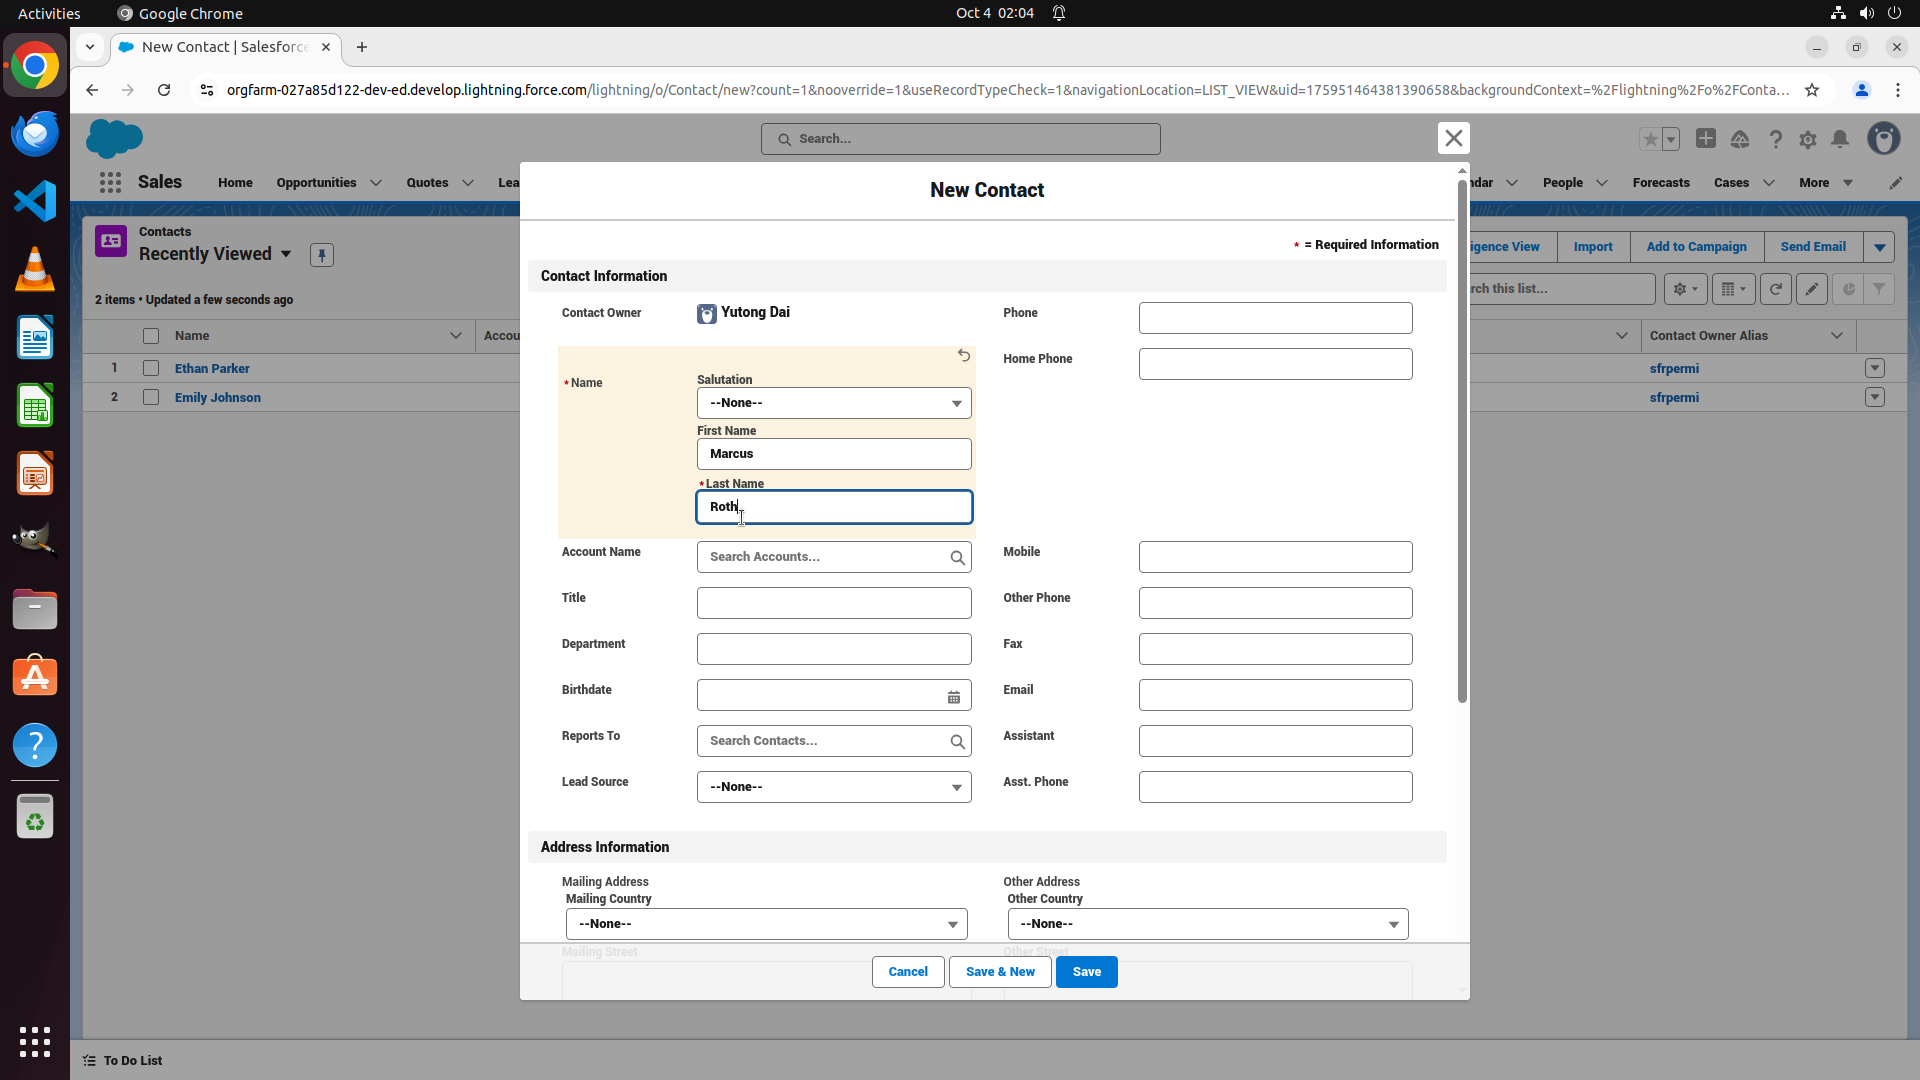 Activities
Google Chrome
Oct 4 02:04
New Contact | Salesforce
orgfarm-027a85d122-dev-ed.develop.lightning.force.com/lightning/o/Contact/new?count=1&nooverride=1&useRecordTypeCheck=1&navigationLocation=LIST_VIEW&uid=175951464381390658&backgroundContext=%2Flightning%2Fo%2FConta...
Search...
Sales
Home
Opportunities
Quotes
Lea
ndar
People
Forecasts
Cases
More
New Contact
* = Required Information
Contacts
Recently Viewed
igence View
Import
Add to Campaign
Send Email
2 items • Updated a few seconds ago
rch this list...
Name
Accou
Contact Owner Alias
1
Ethan Parker
sfrpermi
2
Emily Johnson
sfrpermi
Contact Information
Contact Owner
Yutong Dai
Phone
Home Phone
* Name
Salutation
--None--
First Name
Marcus
* Last Name
Roth
Account Name
Search Accounts...
Mobile
Title
Other Phone
Department
Fax
Birthdate
Email
Reports To
Search Contacts...
Assistant
Lead Source
--None--
Asst. Phone
Address Information
Mailing Address
Other Address
Mailing Country
Other Country
--None--
--None--
Mailing Street
Other Street
Cancel
Save & New
Save
To Do List